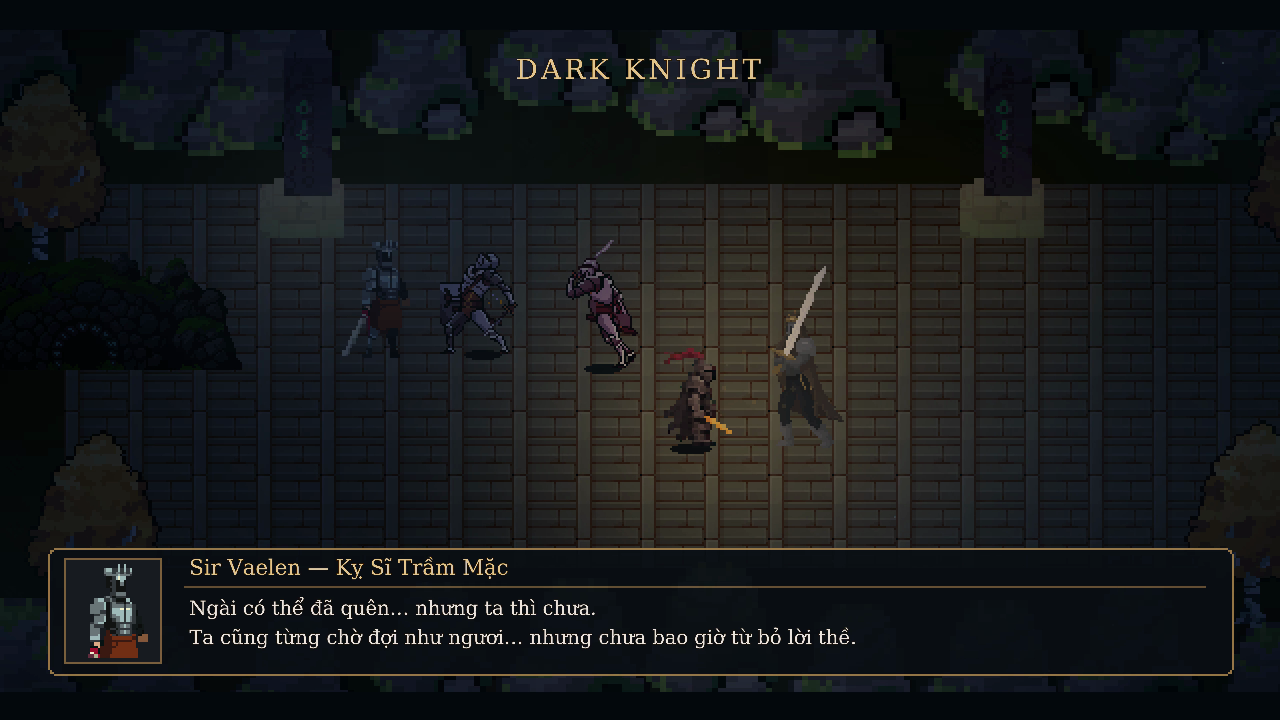 DARK KNIGHT
Sir Vaelen — Kỵ Sĩ Trầm Mặc
Ngài có thể đã quên... nhưng ta thì chưa.
Ta cũng từng chờ đợi như ngươi... nhưng chưa bao giờ từ bỏ lời thề.